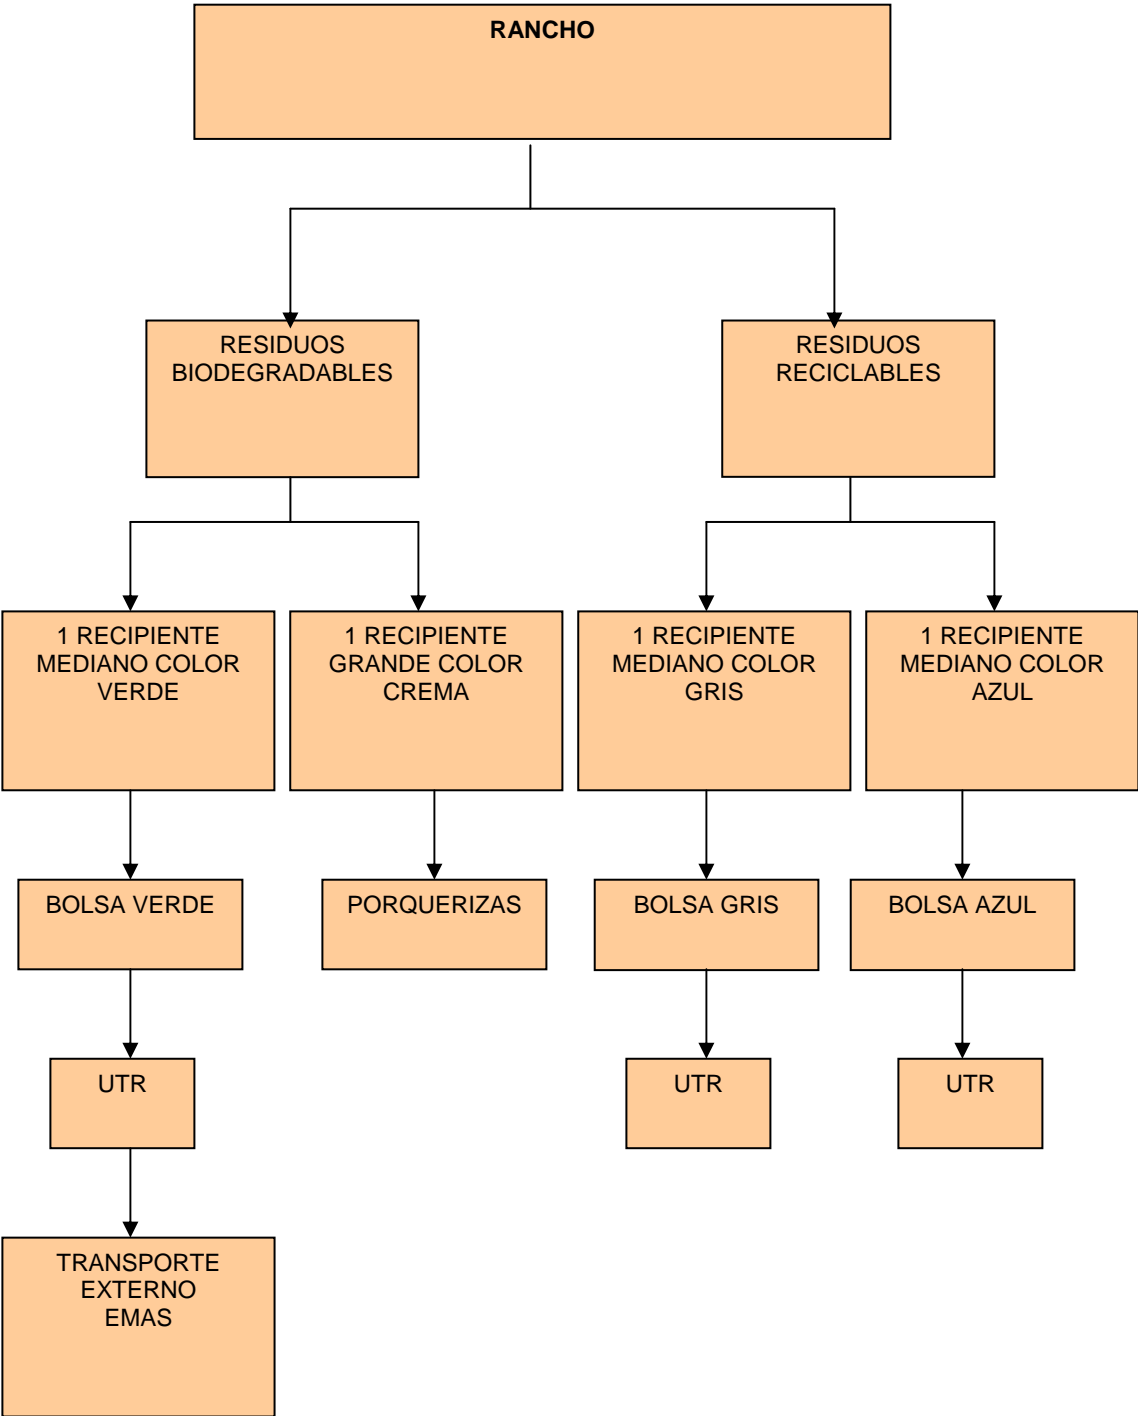 RANCHO
RESIDUOS
BIODEGRADABLES
RESIDUOS
RECICLABLES
1 RECIPIENTE
MEDIANO COLOR
VERDE
1 RECIPIENTE
GRANDE COLOR
CREMA
1 RECIPIENTE
MEDIANO COLOR
GRIS
1 RECIPIENTE
MEDIANO COLOR
AZUL
BOLSA VERDE
PORQUERIZAS
BOLSA GRIS
BOLSA AZUL
UTR
UTR
UTR
TRANSPORTE
EXTERNO
EMAS